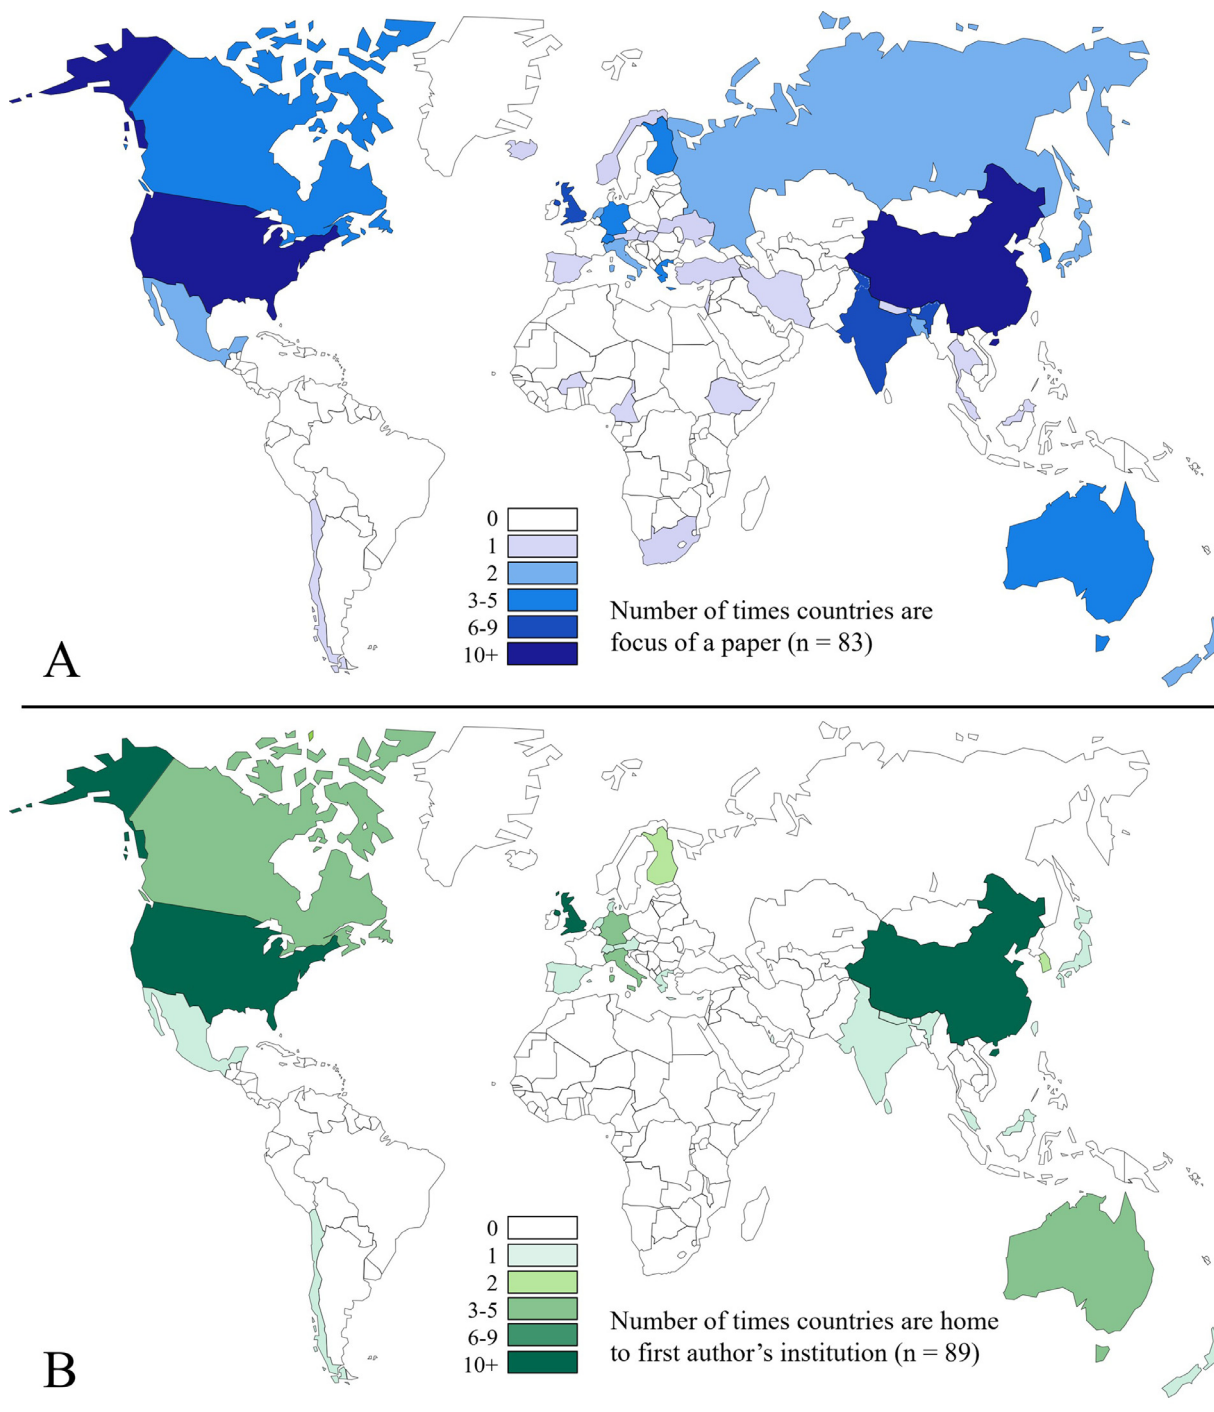 0
1
2
3-5
6-9
10+
Number of times countries are
focus of a paper (n = 83)
A
0
1
2
3-5
6-9
10+
Number of times countries are home
to first author’s institution (n = 89)
B